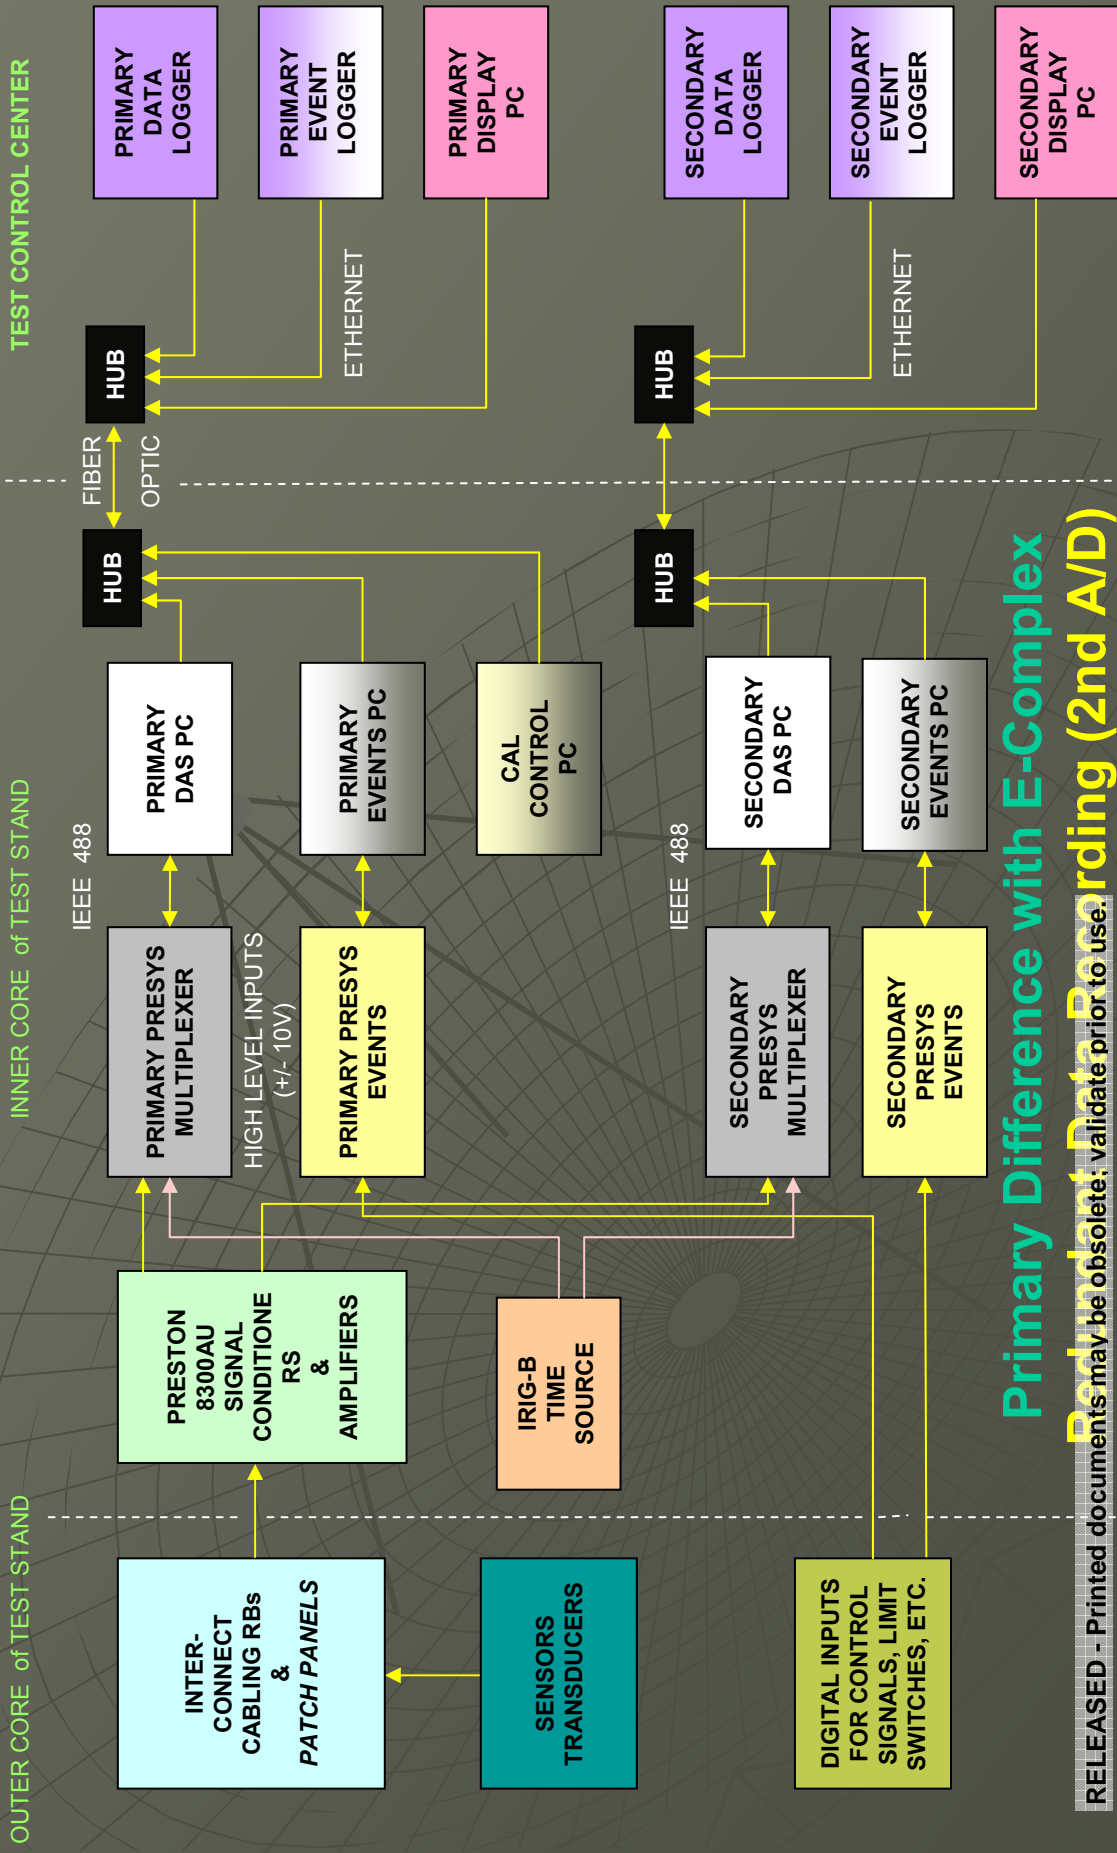 OUTER CORE of TEST STAND
INNER CORE of TEST STAND
TEST CONTROL CENTER
INTER-
CONNECT
CABLING RBs
&
PATCH PANELS
SENSORS
TRANSDUCERS
DIGITAL INPUTS
FOR CONTROL
SIGNALS, LIMIT
SWITCHES, ETC.
PRESTON
8300AU
SIGNAL
CONDITIONE
RS
&
AMPLIFIERS
IRIG-B
TIME
SOURCE
IEEE 488
PRIMARY PRESYS
MULTIPLEXER
HIGH LEVEL INPUTS
(+/- 10V)
PRIMARY PRESYS
EVENTS
IEEE 488
SECONDARY
PRESYS
MULTIPLEXER
SECONDARY
PRESYS
EVENTS
PRIMARY
DAS PC
PRIMARY
EVENTS PC
CAL
CONTROL
PC
SECONDARY
DAS PC
SECONDARY
EVENTS PC
HUB
FIBER
OPTIC
HUB
HUB
HUB
ETHERNET
ETHERNET
PRIMARY
DATA
LOGGER
PRIMARY
EVENT
LOGGER
PRIMARY
DISPLAY
PC
SECONDARY
DATA
LOGGER
SECONDARY
EVENT
LOGGER
SECONDARY
DISPLAY
PC
Primary Difference with E-Complex
Redundant Data Recording (2nd A/D)
RELEASED - Printed documents may be obsolete; validate prior to use.